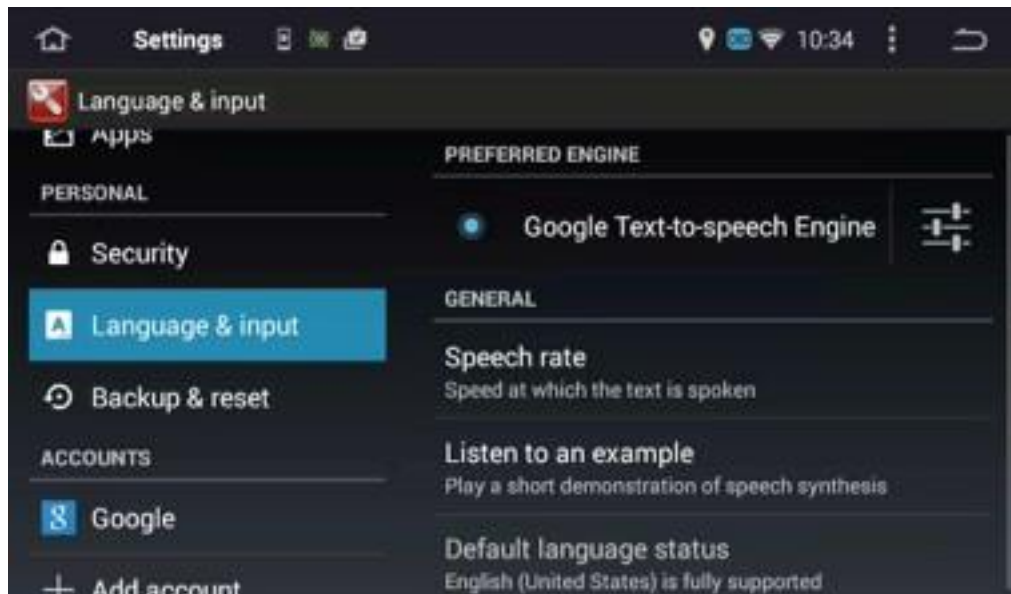 Settings
10:34
Language & input
Apps
PERSONAL
Security
Language & input
Backup & reset
ACCOUNTS
Google
Add account
PREFERRED ENGINE
Google Text-to-speech Engine
GENERAL
Speech rate
Speed at which the text is spoken
Listen to an example
Play a short demonstration of speech synthesis
Default language status
English (United States) is fully supported